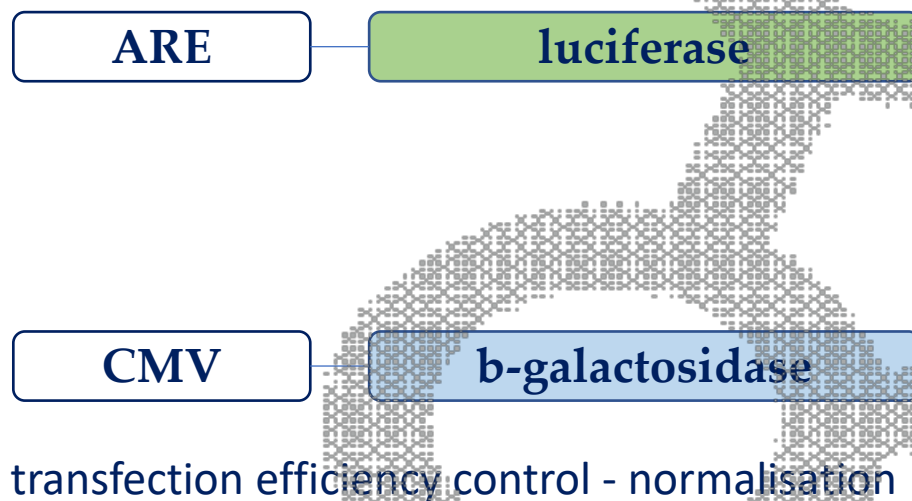 ARE luciferase
CMV b-galactosidase
transfection efficiency control - normalisation